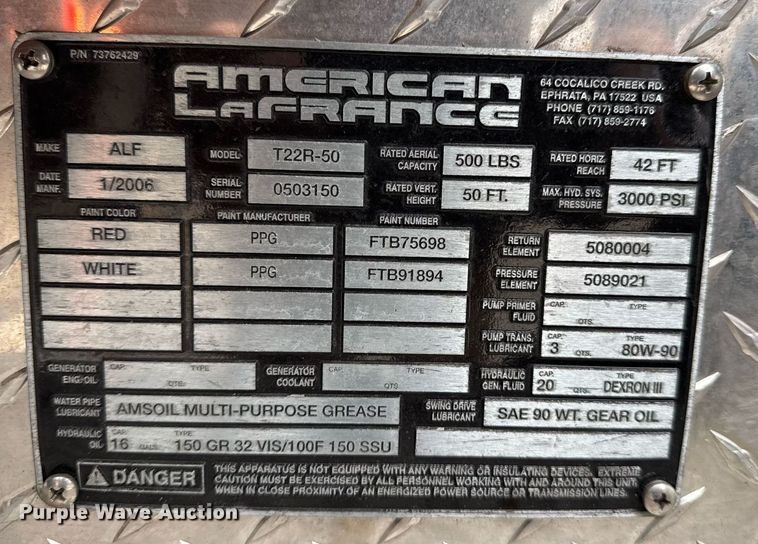 P/N 73762429
AMERICAN
LaFRANCE
64 COCALICO CREEK RD.
EPHRATA, PA 17522 USA
PHONE (717) 859-1176
FAX (717) 859-2774
MAKE ALF MODEL T22R-50 RATED AERIAL CAPACITY 500 LBS RATED HORIZ. REACH 42 FT
DATE MANF. 1/2006 SERIAL NUMBER 0503150 RATED VERT. HEIGHT 50 FT. MAX. HYD. SYS. PRESSURE 3000 PSI
PAINT COLOR PAINT MANUFACTURER PAINT NUMBER
RED PPG FTB75698 RETURN ELEMENT 5080004
WHITE PPG FTB91894 PRESSURE ELEMENT 5089021
PUMP PRIMER FLUID CAP. QTS. TYPE
PUMP TRANS. LUBRICANT CAP. 3 QTS. TYPE 80W-90
GENERATOR ENG/OIL CAP. QTS. TYPE GENERATOR COOLANT CAP. QTS. TYPE HYDRAULIC GEN. FLUID CAP. 20 QTS. TYPE DEXRON III
WATER PIPE LUBRICANT AMSOIL MULTI-PURPOSE GREASE SWING DRIVE LUBRICANT SAE 90 WT. GEAR OIL
HYDRAULIC OIL CAP. 16 GALS. TYPE 150 GR 32 VIS/100F 150 SSU
DANGER
THIS APPARATUS IS NOT EQUIPPED WITH ANY WARNING OR INSULATING DEVICES. EXTREME
CAUTION MUST BE EXERCISED BY ALL PERSONNEL WORKING AT THE END OF AND AROUND UNIT
WHEN IN CLOSE PROXIMITY OF AN ENERGIZED POWER SOURCE OR TRANSMISSION LINES.
Purple Wave Auction